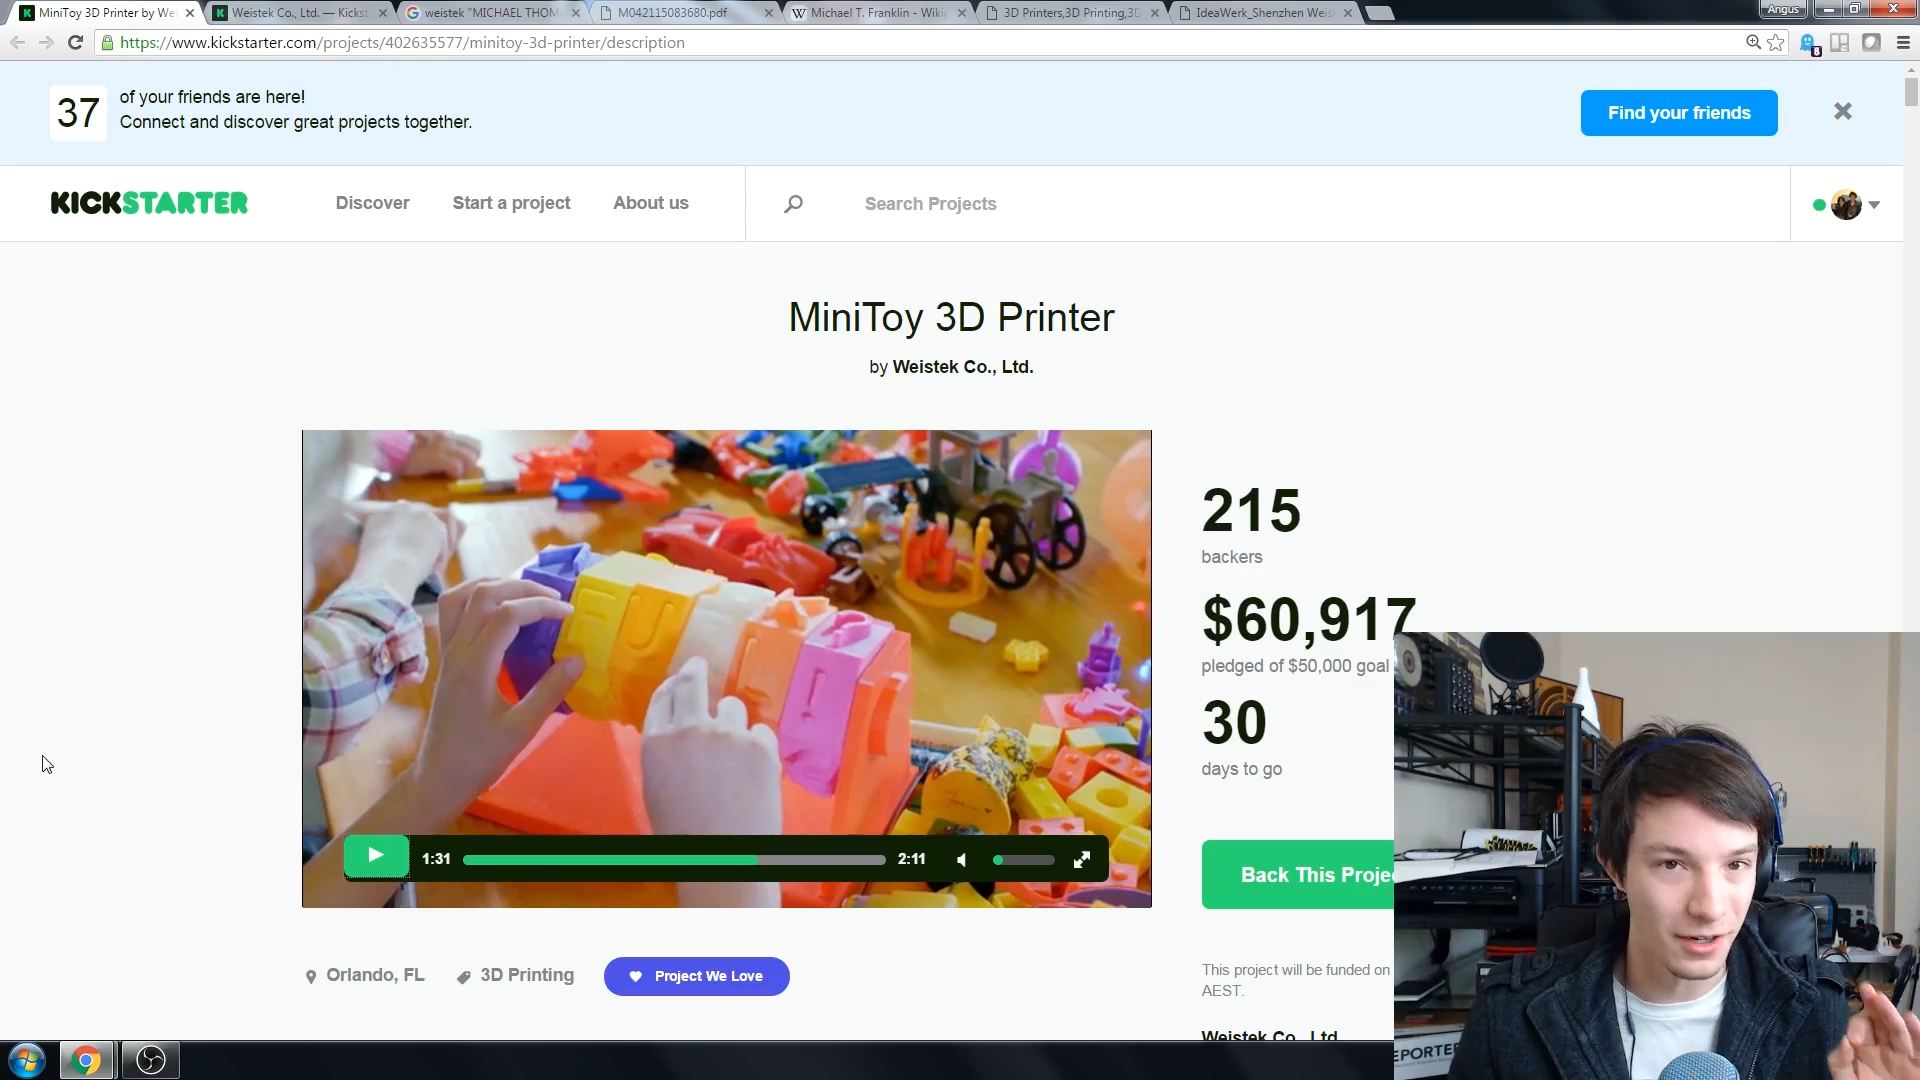 MiniToy 3D Printer by We
Weistek Co., Ltd. — Kickst
weistek "MICHAEL THOM
M042115083680.pdf
Michael T. Franklin - Wikip
3D Printers,3D Printing,3D
IdeaWerk_Shenzhen Weis
Angus
https://www.kickstarter.com/projects/402635577/minitoy-3d-printer/description
8
37
of your friends are here!
Connect and discover great projects together.
Find your friends
KICKSTARTER
Discover
Start a project
About us
Search Projects
MiniToy 3D Printer
by Weistek Co., Ltd.
215
backers
$60,917
pledged of $50,000 goal
30
days to go
1:31
2:11
Back This Projec
Orlando, FL
3D Printing
Project We Love
This project will be funded on
AEST.
Weistek Co., Ltd.
EPORTER